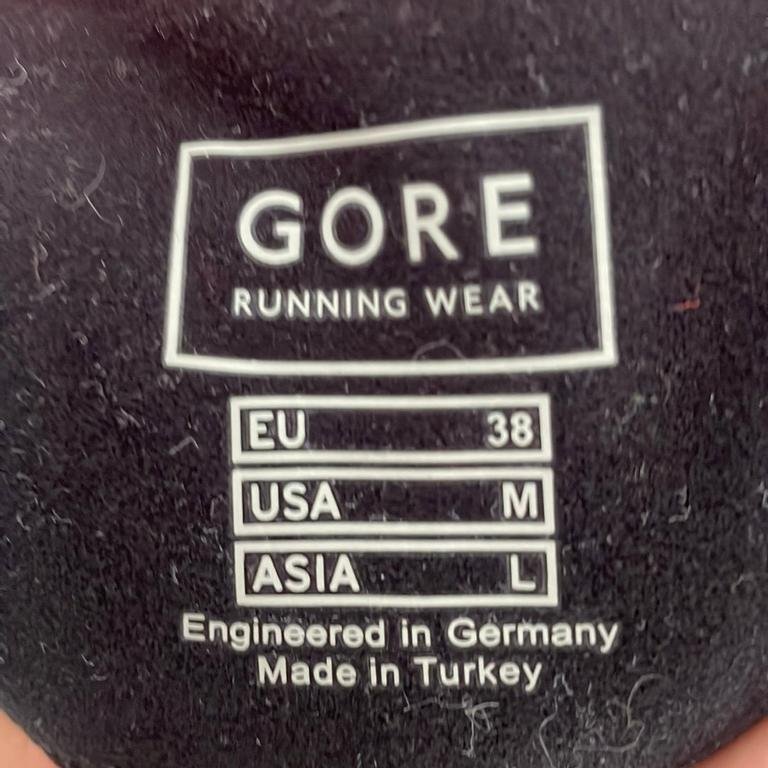 GORE
RUNNING WEAR
EU 38
USA M
ASIA L
Engineered in Germany
Made in Turkey